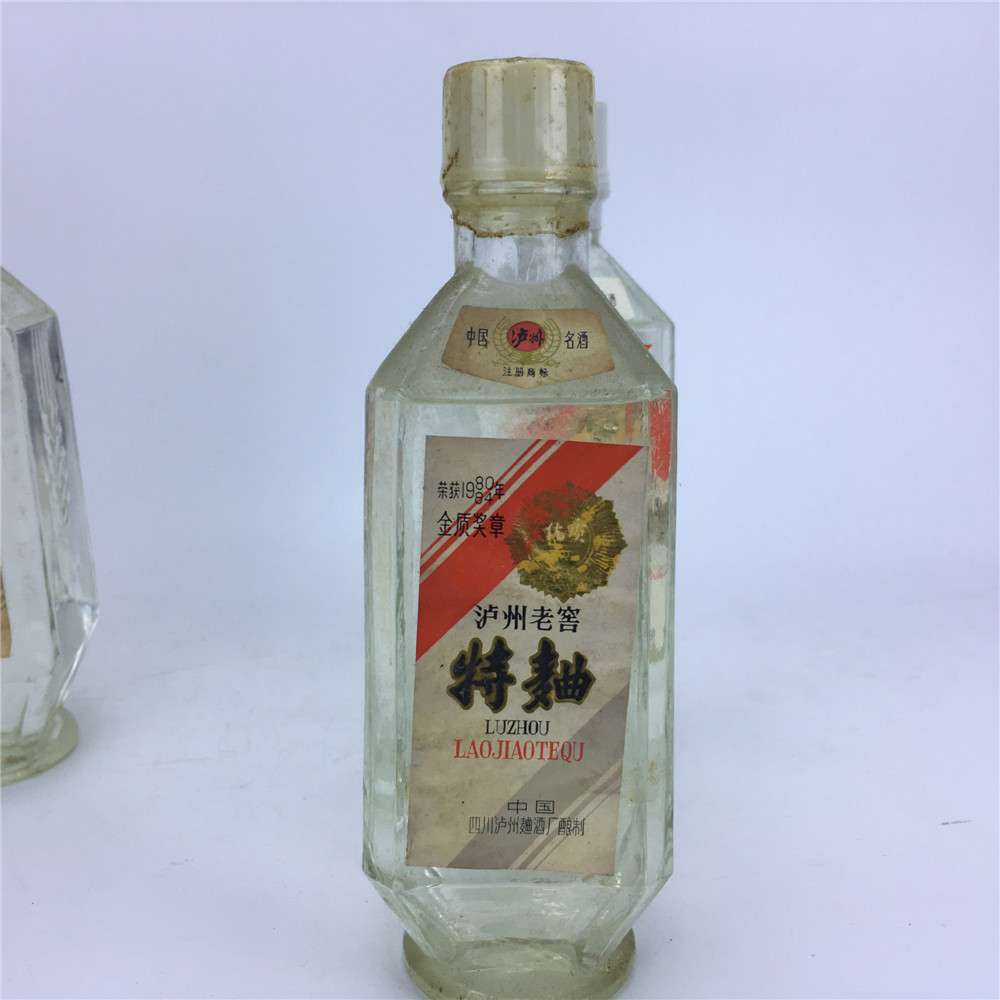 中国 泸州 名酒
注册商标
荣获1980 84年
金质奖章
优质
泸州老窖
特麯
LUZHOU
LAOJIAOTEQU
中国
四川泸州麯酒厂酿制